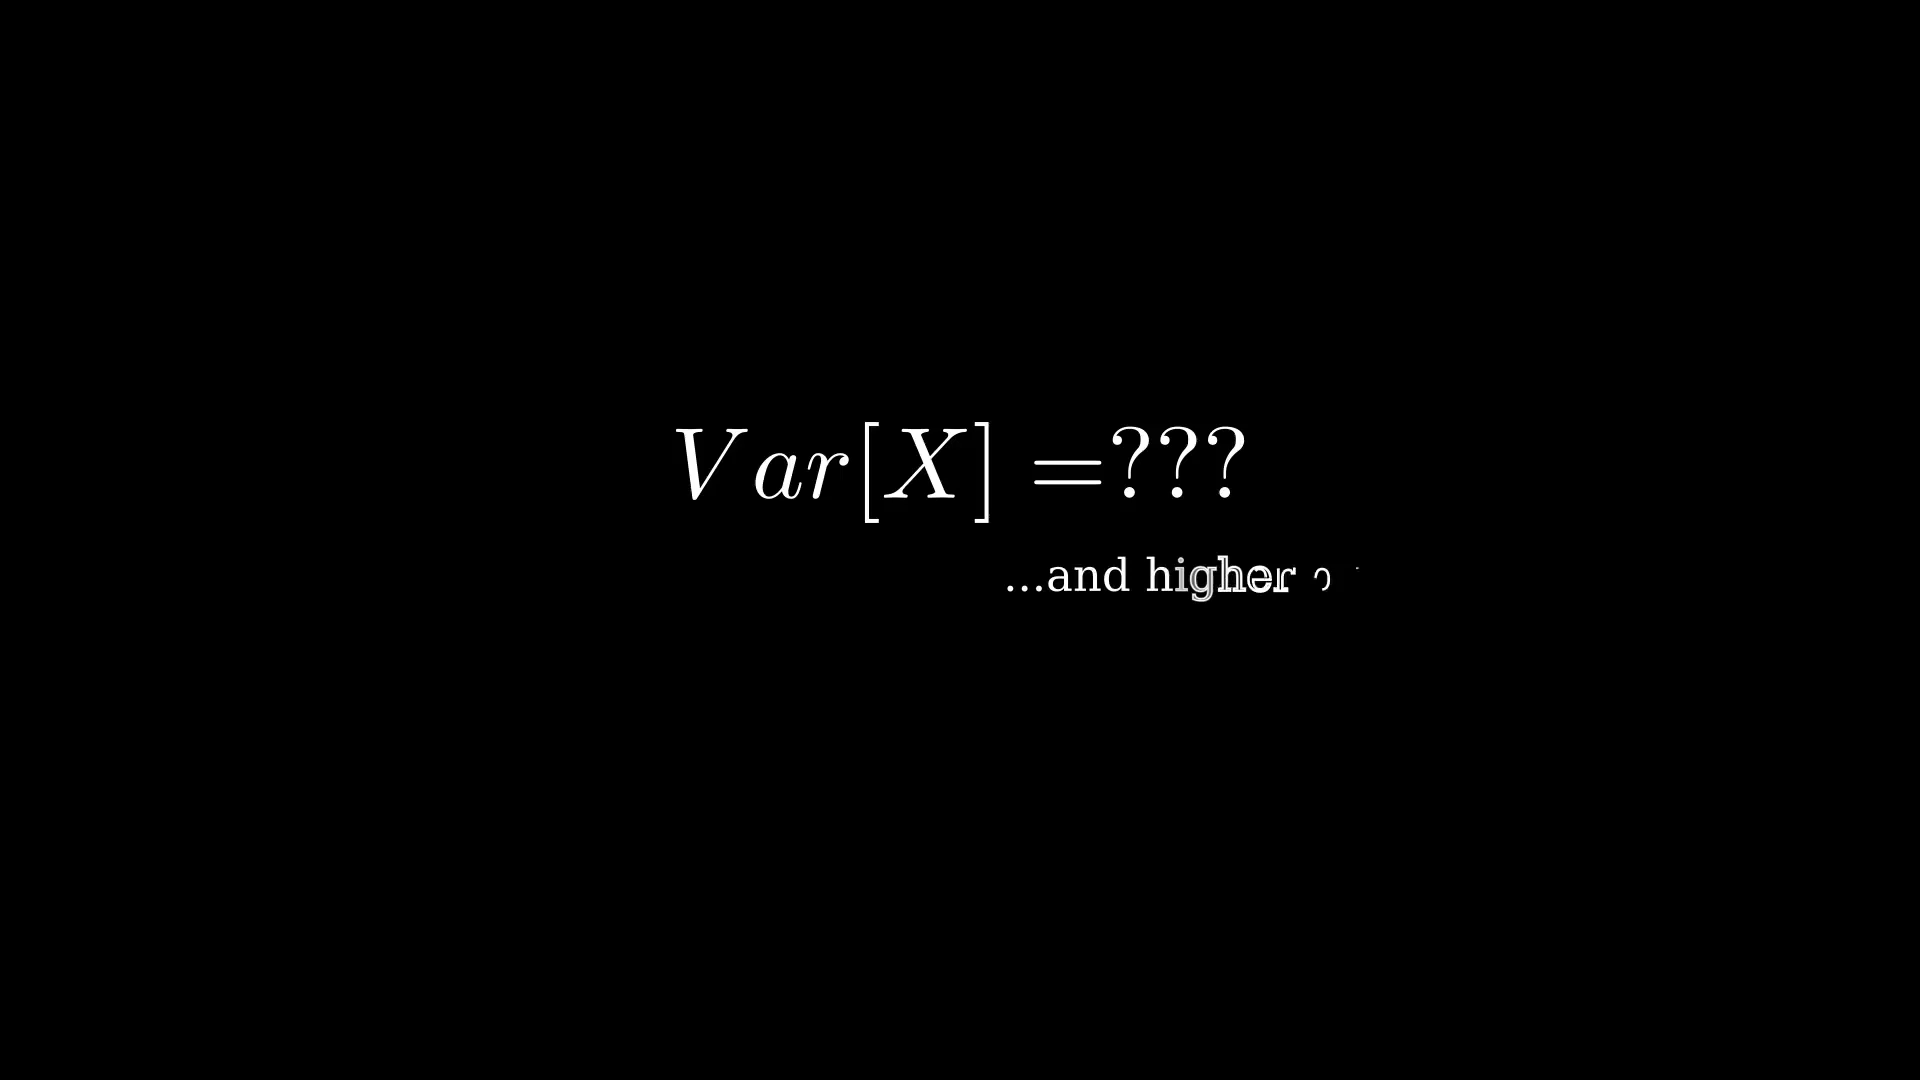 Var[X] =???
...and higher